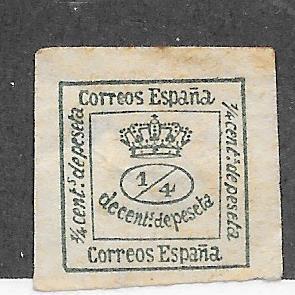 Correos España
¼ cent.s de peseta
¼ cent.s de peseta
1/4
de cent.s de peseta
Correos España